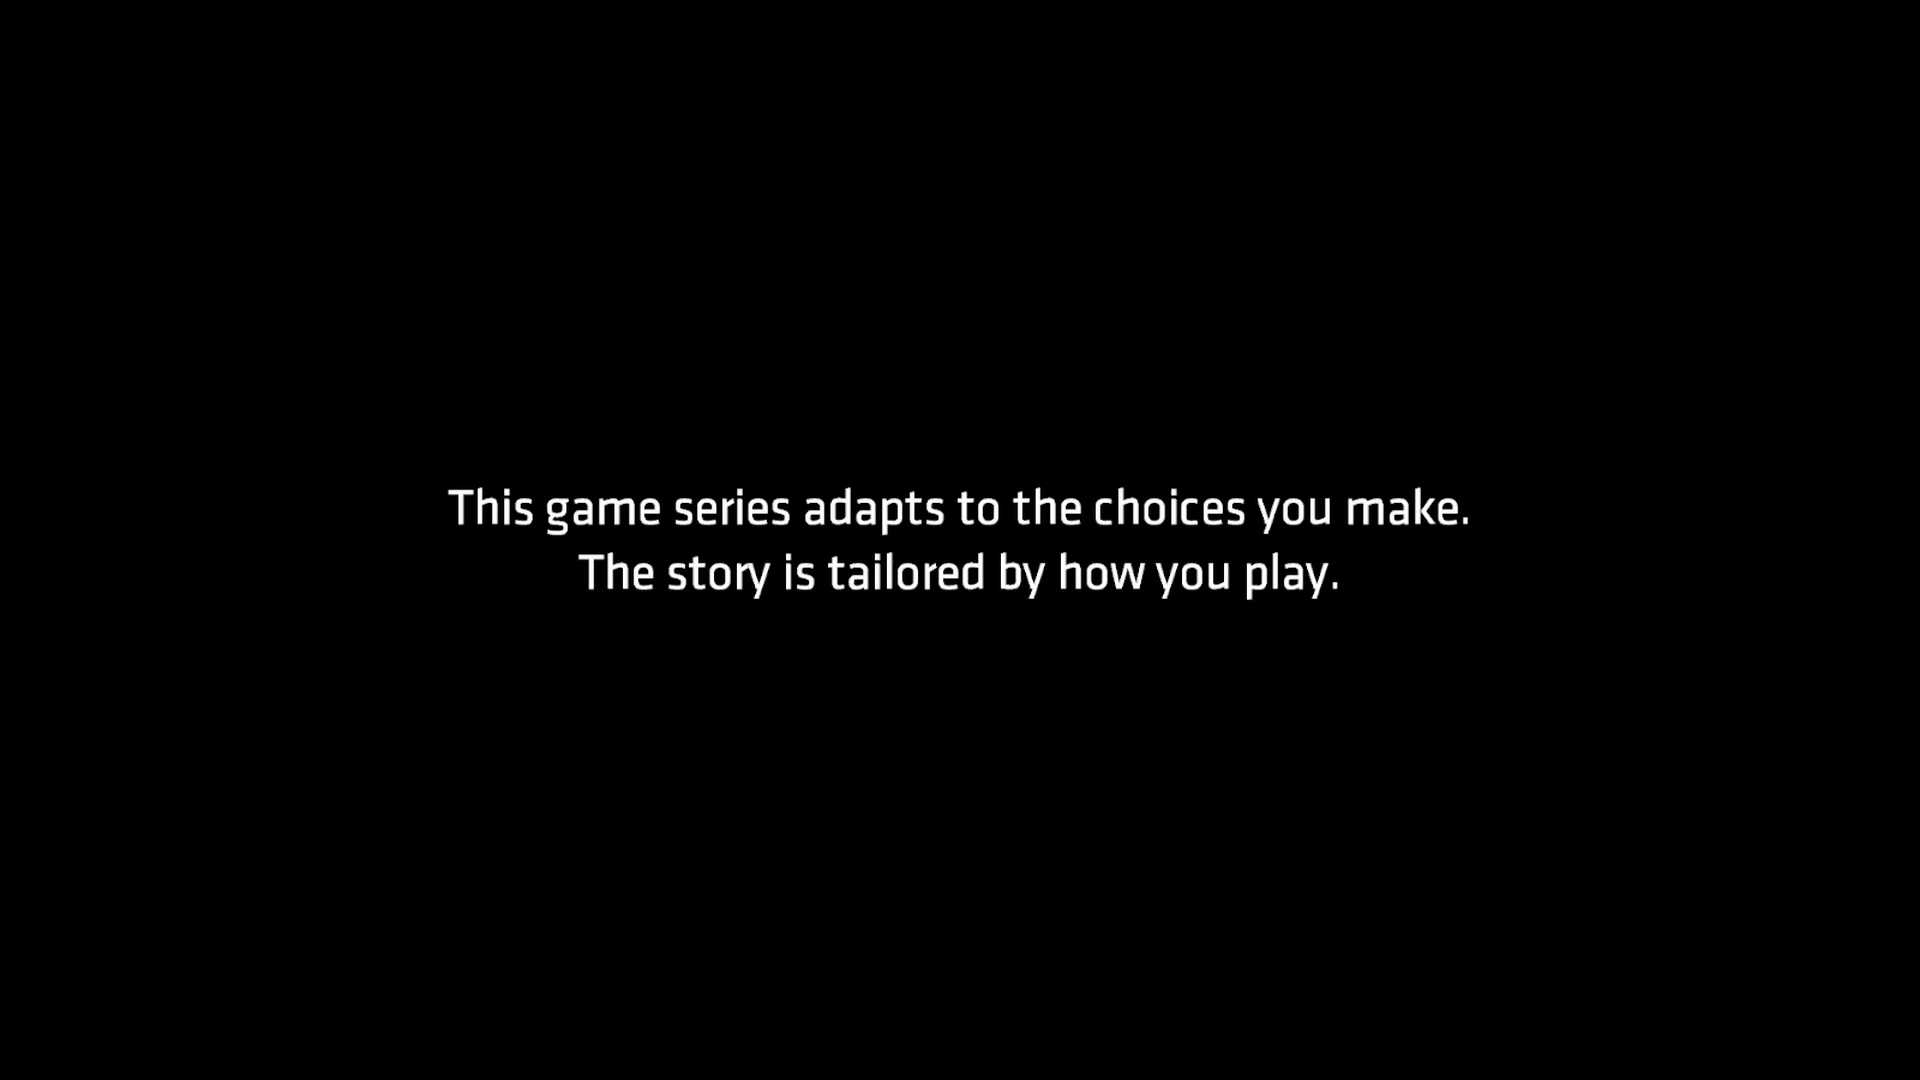 This game series adapts to the choices you make.
The story is tailored by how you play.